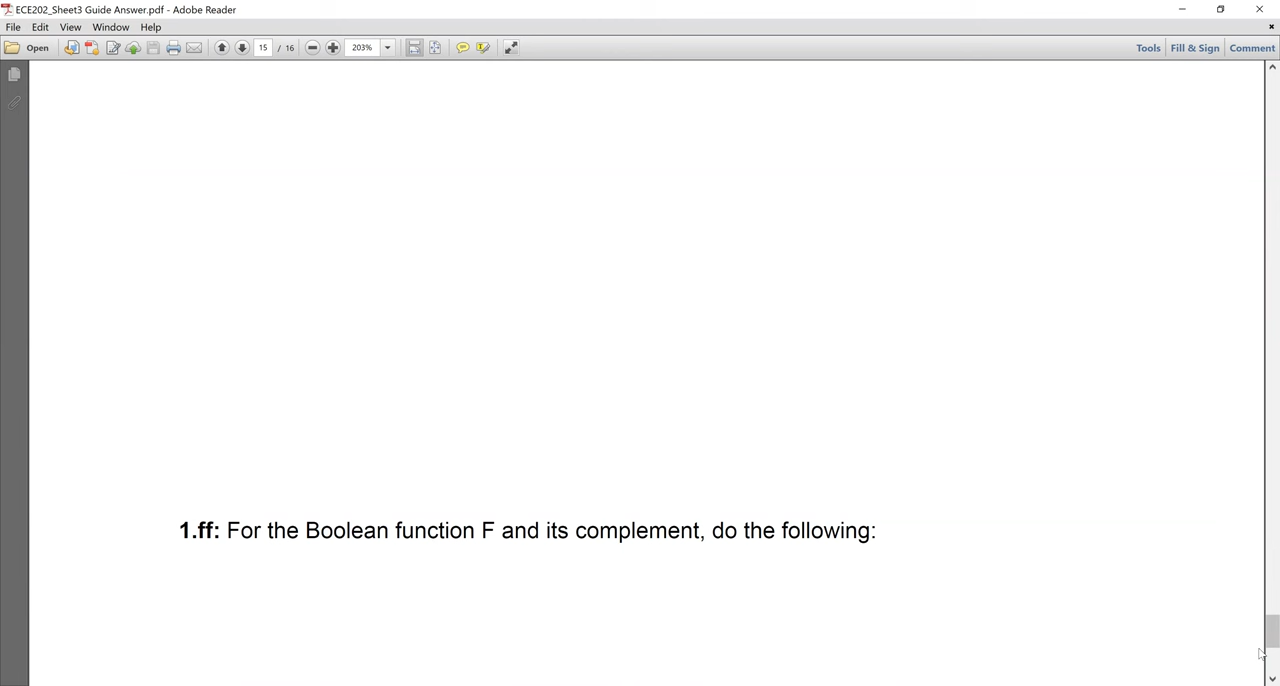 ECE202_Sheet3 Guide Answer.pdf - Adobe Reader
File Edit View Window Help
Open 15 / 16 203% Tools Fill & Sign Comment
1.ff: For the Boolean function F and its complement, do the following: